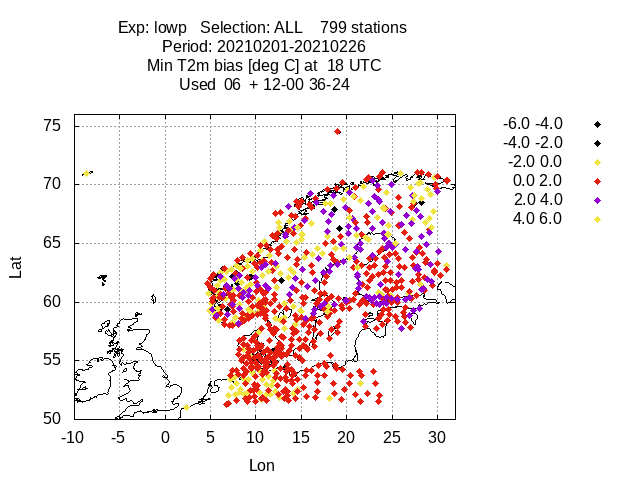 Exp: lowp   Selection: ALL    799 stations
Period: 20210201-20210226
Min T2m bias [deg C] at  18 UTC
Used  06  + 12-00 36-24
-6.0 -4.0
-4.0 -2.0
-2.0 0.0
0.0 2.0
2.0 4.0
4.0 6.0
75
70
65
60
55
50
Lat
-10 -5 0 5 10 15 20 25 30
Lon